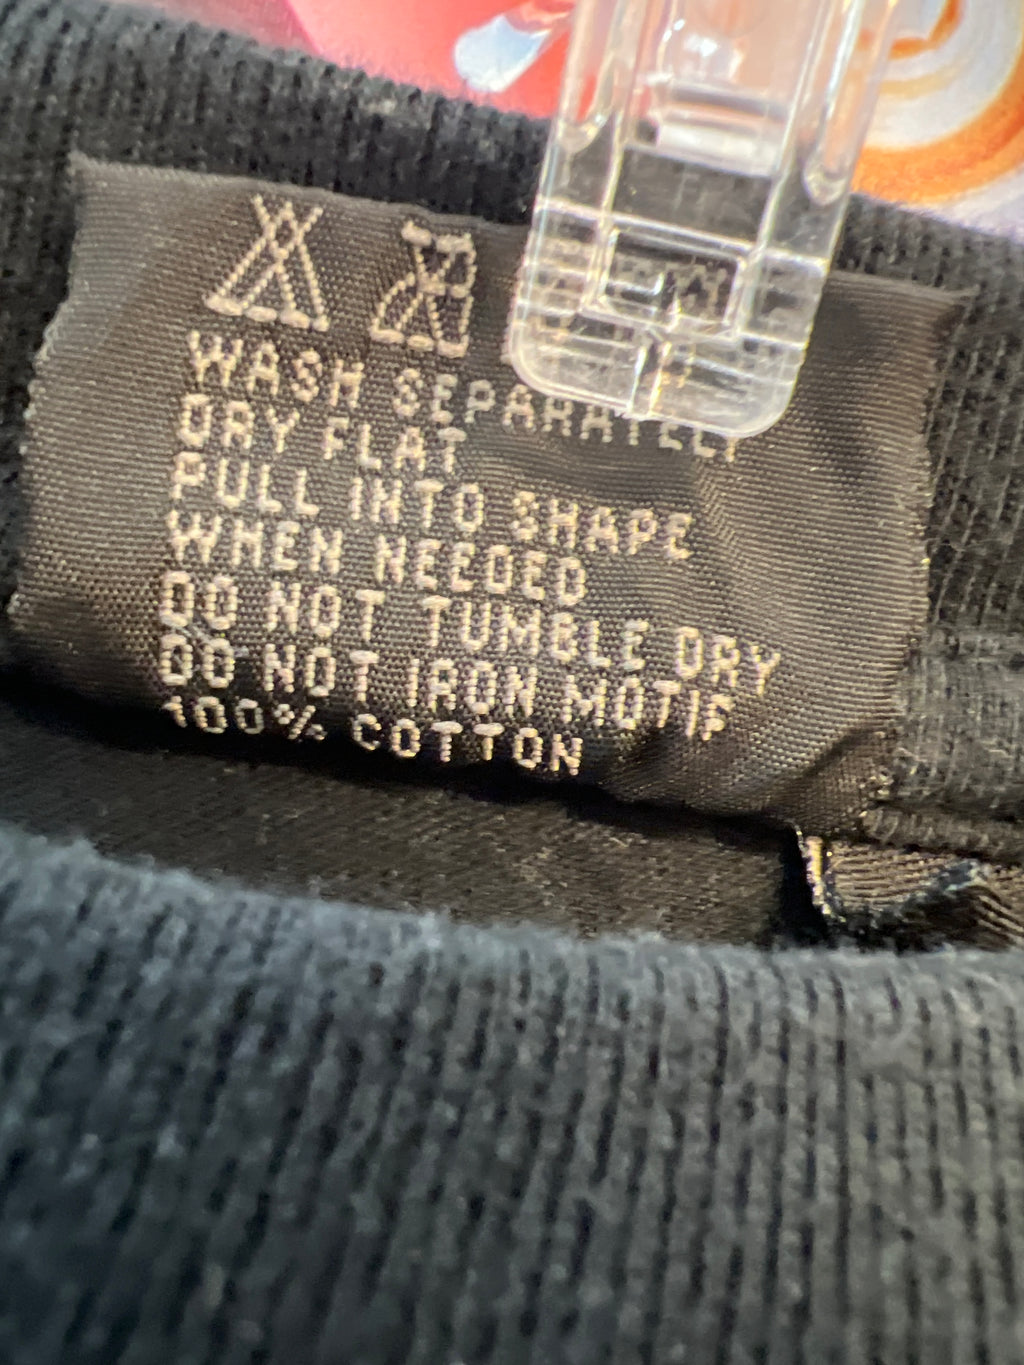 WASH SEPARATELY
DRY FLAT
PULL INTO SHAPE
WHEN NEEDED
DO NOT TUMBLE DRY
DO NOT IRON MOTIF
100% COTTON